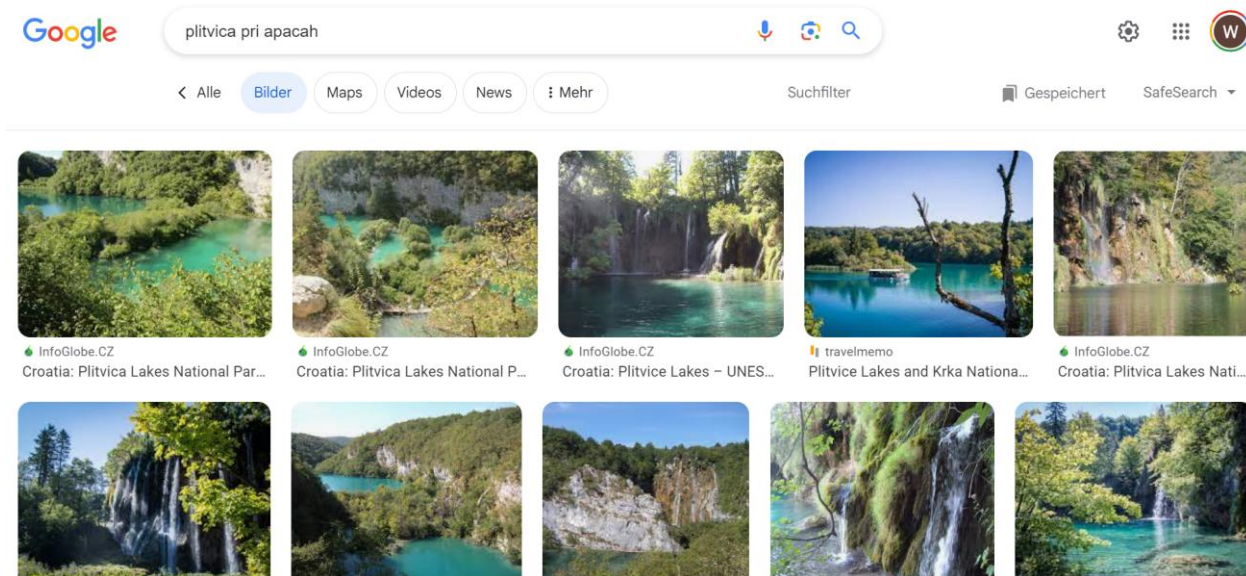 Google
plitvica pri apacah
W
Alle
Bilder
Maps
Videos
News
Mehr
Suchfilter
Gespeichert
SafeSearch
InfoGlobe.CZ
Croatia: Plitvica Lakes National Par...
InfoGlobe.CZ
Croatia: Plitvica Lakes National P...
InfoGlobe.CZ
Croatia: Plitvice Lakes – UNES...
travelmemo
Plitvice Lakes and Krka Nationa...
InfoGlobe.CZ
Croatia: Plitvica Lakes Nati...